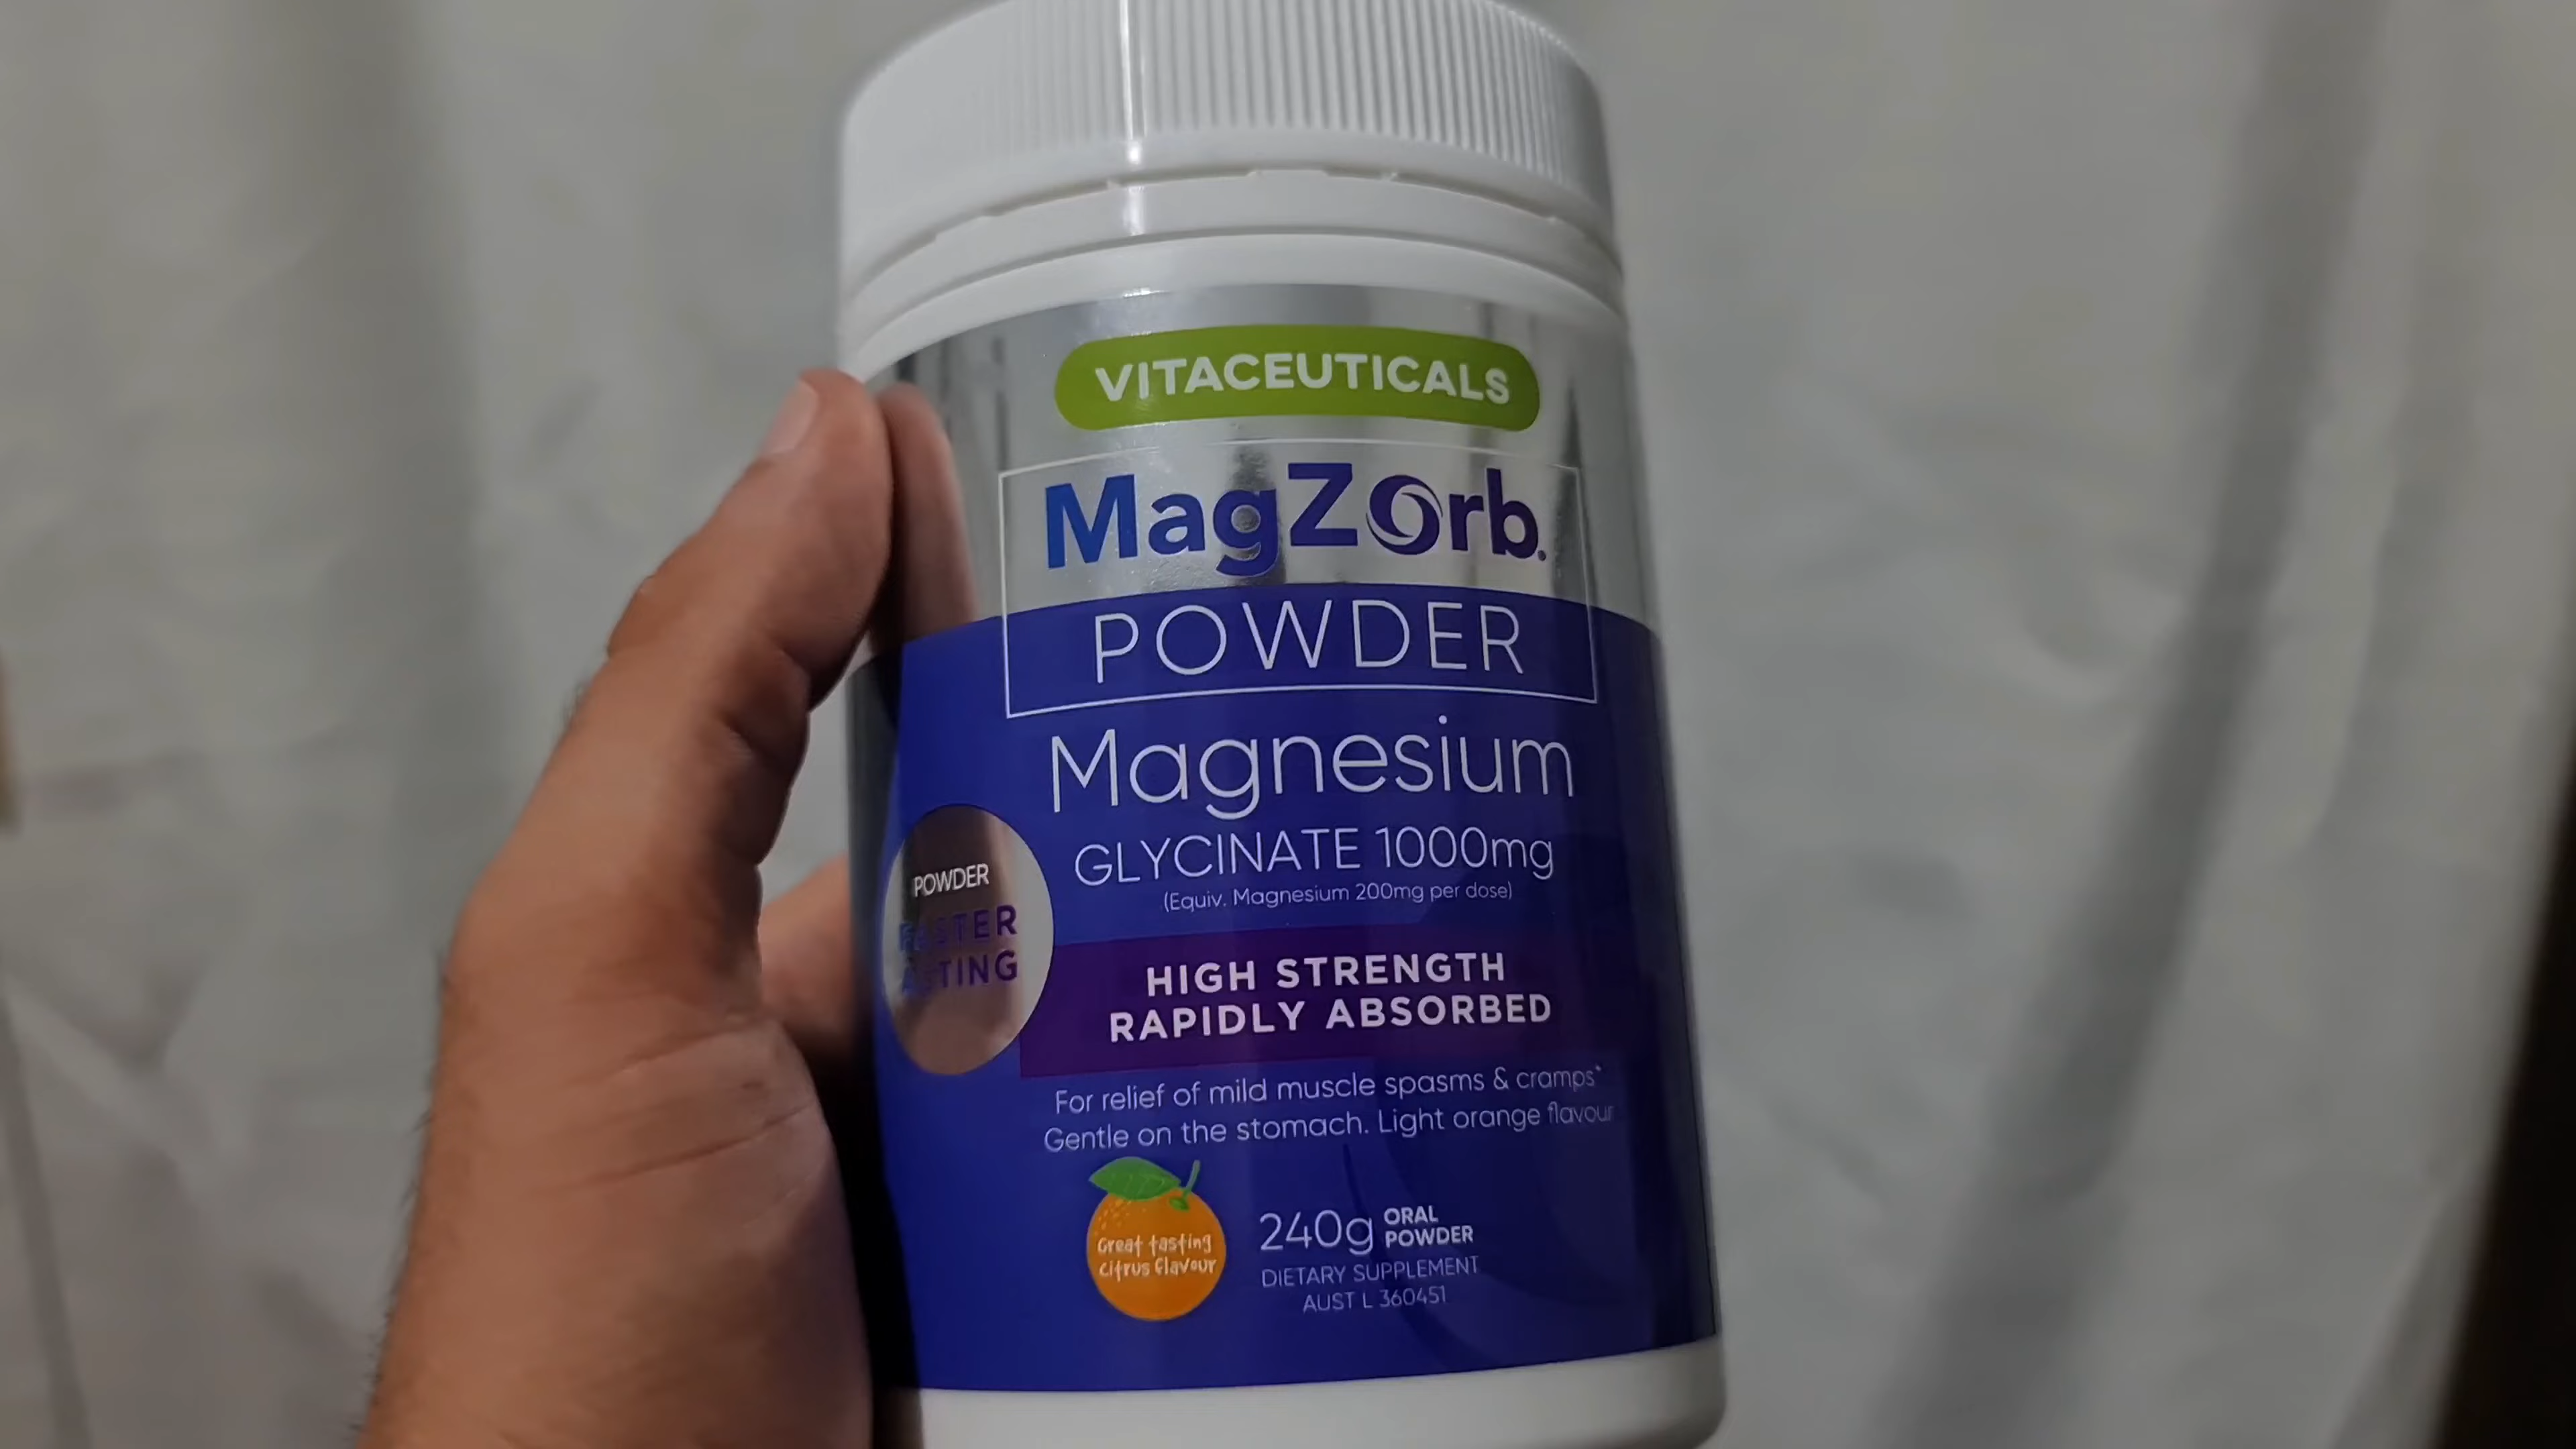 VITACEUTICALS
MagZorb.
POWDER
Magnesium
GLYCINATE 1000mg
(Equiv. Magnesium 200mg per dose)
POWDER
FASTER
ACTING
HIGH STRENGTH
RAPIDLY ABSORBED
For relief of mild muscle spasms & cramps*
Gentle on the stomach. Light orange flavour
Great tasting
citrus flavour
240g ORAL
POWDER
DIETARY SUPPLEMENT
AUST L 360451